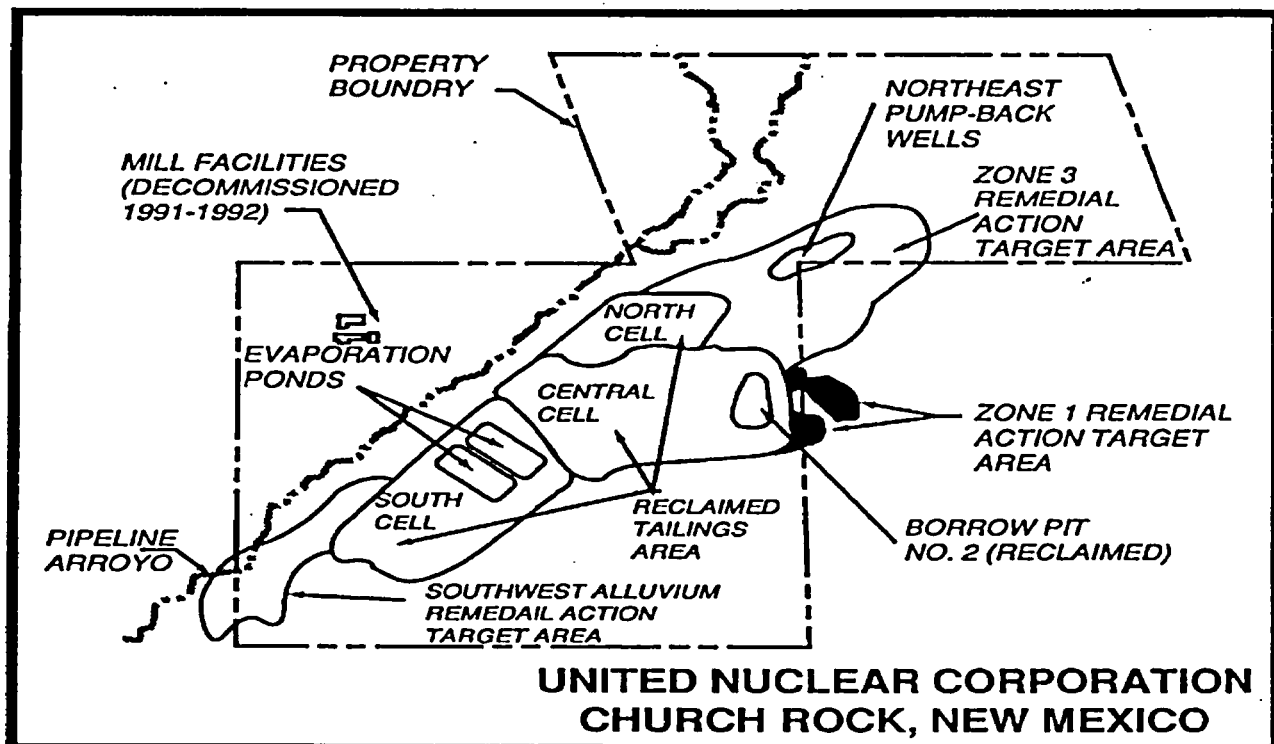 PROPERTY
BOUNDRY
NORTHEAST
PUMP-BACK
WELLS
MILL FACILITIES
(DECOMMISSIONED
1991-1992)
ZONE 3
REMEDIAL
ACTION
TARGET AREA
NORTH
CELL
EVAPORATION
PONDS
CENTRAL
CELL
ZONE 1 REMEDIAL
ACTION TARGET
AREA
SOUTH
CELL
RECLAIMED
TAILINGS
AREA
BORROW PIT
NO. 2 (RECLAIMED)
PIPELINE
ARROYO
SOUTHWEST ALLUVIUM
REMEDAIL ACTION
TARGET AREA
UNITED NUCLEAR CORPORATION
CHURCH ROCK, NEW MEXICO